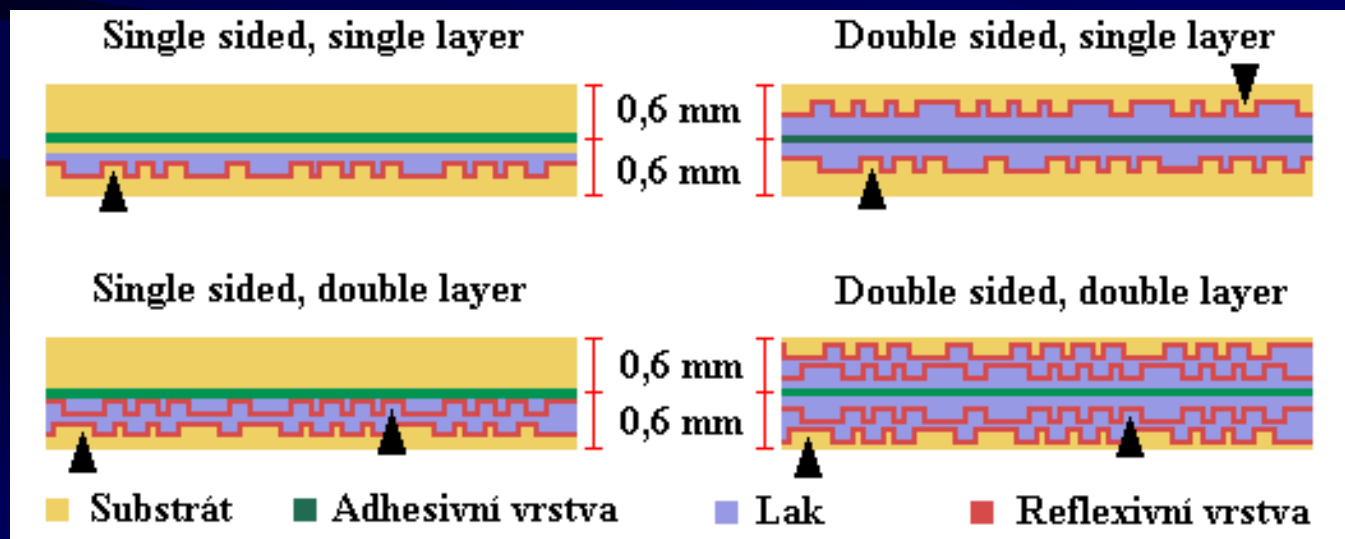 Single sided, single layer
Double sided, single layer
0,6 mm
0,6 mm
Single sided, double layer
Double sided, double layer
0,6 mm
0,6 mm
Substrát
Adhesivní vrstva
Lak
Reflexivní vrstva